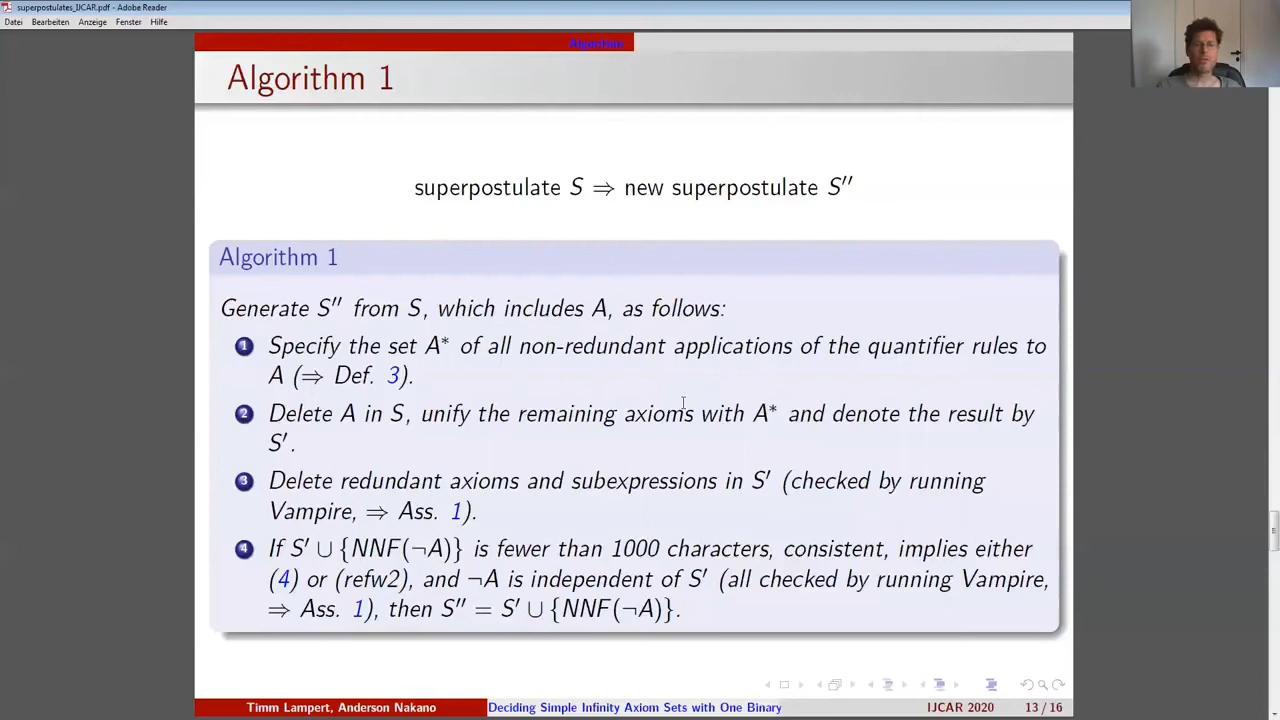 superpostulates_IJCAR.pdf - Adobe Reader
Datei Bearbeiten Anzeige Fenster Hilfe
Algorithm
Algorithm 1
superpostulate S ⇒ new superpostulate S′′
Algorithm 1
Generate S′′ from S, which includes A, as follows:
1 Specify the set A* of all non-redundant applications of the quantifier rules to
A (⇒ Def. 3).
2 Delete A in S, unify the remaining axioms with A* and denote the result by
S′.
3 Delete redundant axioms and subexpressions in S′ (checked by running
Vampire, ⇒ Ass. 1).
4 If S′ ∪ {NNF(¬A)} is fewer than 1000 characters, consistent, implies either
(4) or (refw2), and ¬A is independent of S′ (all checked by running Vampire,
⇒ Ass. 1), then S′′ = S′ ∪ {NNF(¬A)}.
Timm Lampert, Anderson Nakano Deciding Simple Infinity Axiom Sets with One Binary IJCAR 2020 13 / 16